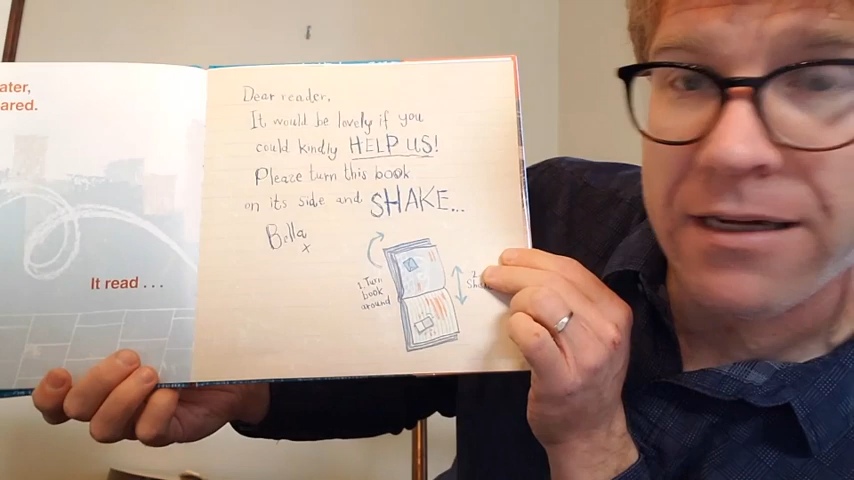 ater,
ared.
It read . . .
Dear reader,
It would be lovely if you
could kindly HELP US!
Please turn this book
on its side and SHAKE...
Bella
x
1. Turn
book
around
2.